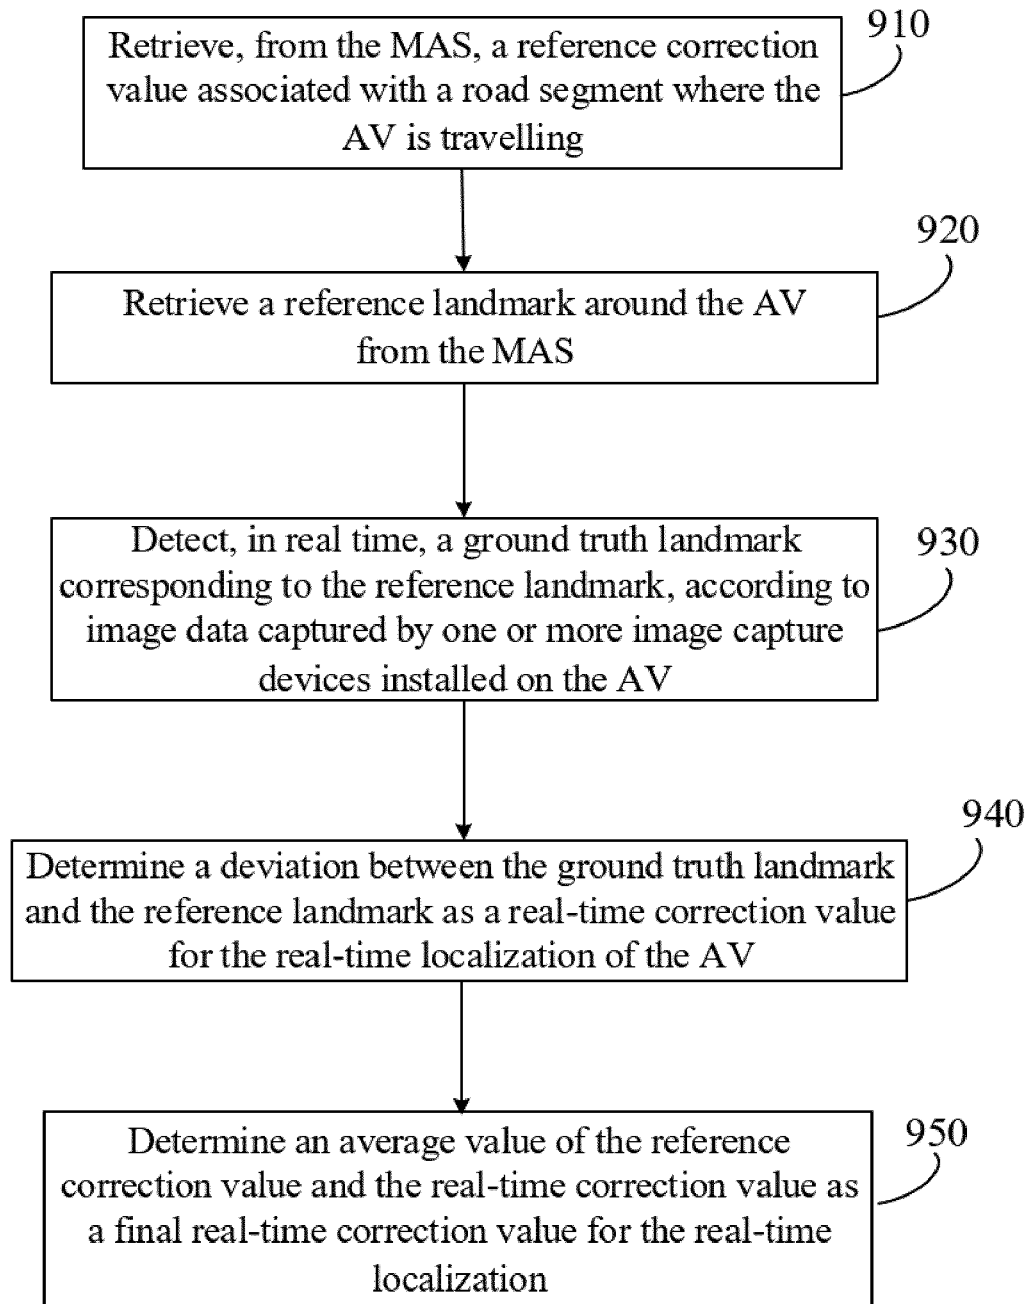 910
Retrieve, from the MAS, a reference correction
value associated with a road segment where the
AV is travelling
920
Retrieve a reference landmark around the AV
from the MAS
930
Detect, in real time, a ground truth landmark
corresponding to the reference landmark, according to
image data captured by one or more image capture
devices installed on the AV
940
Determine a deviation between the ground truth landmark
and the reference landmark as a real-time correction value
for the real-time localization of the AV
950
Determine an average value of the reference
correction value and the real-time correction value as
a final real-time correction value for the real-time
localization